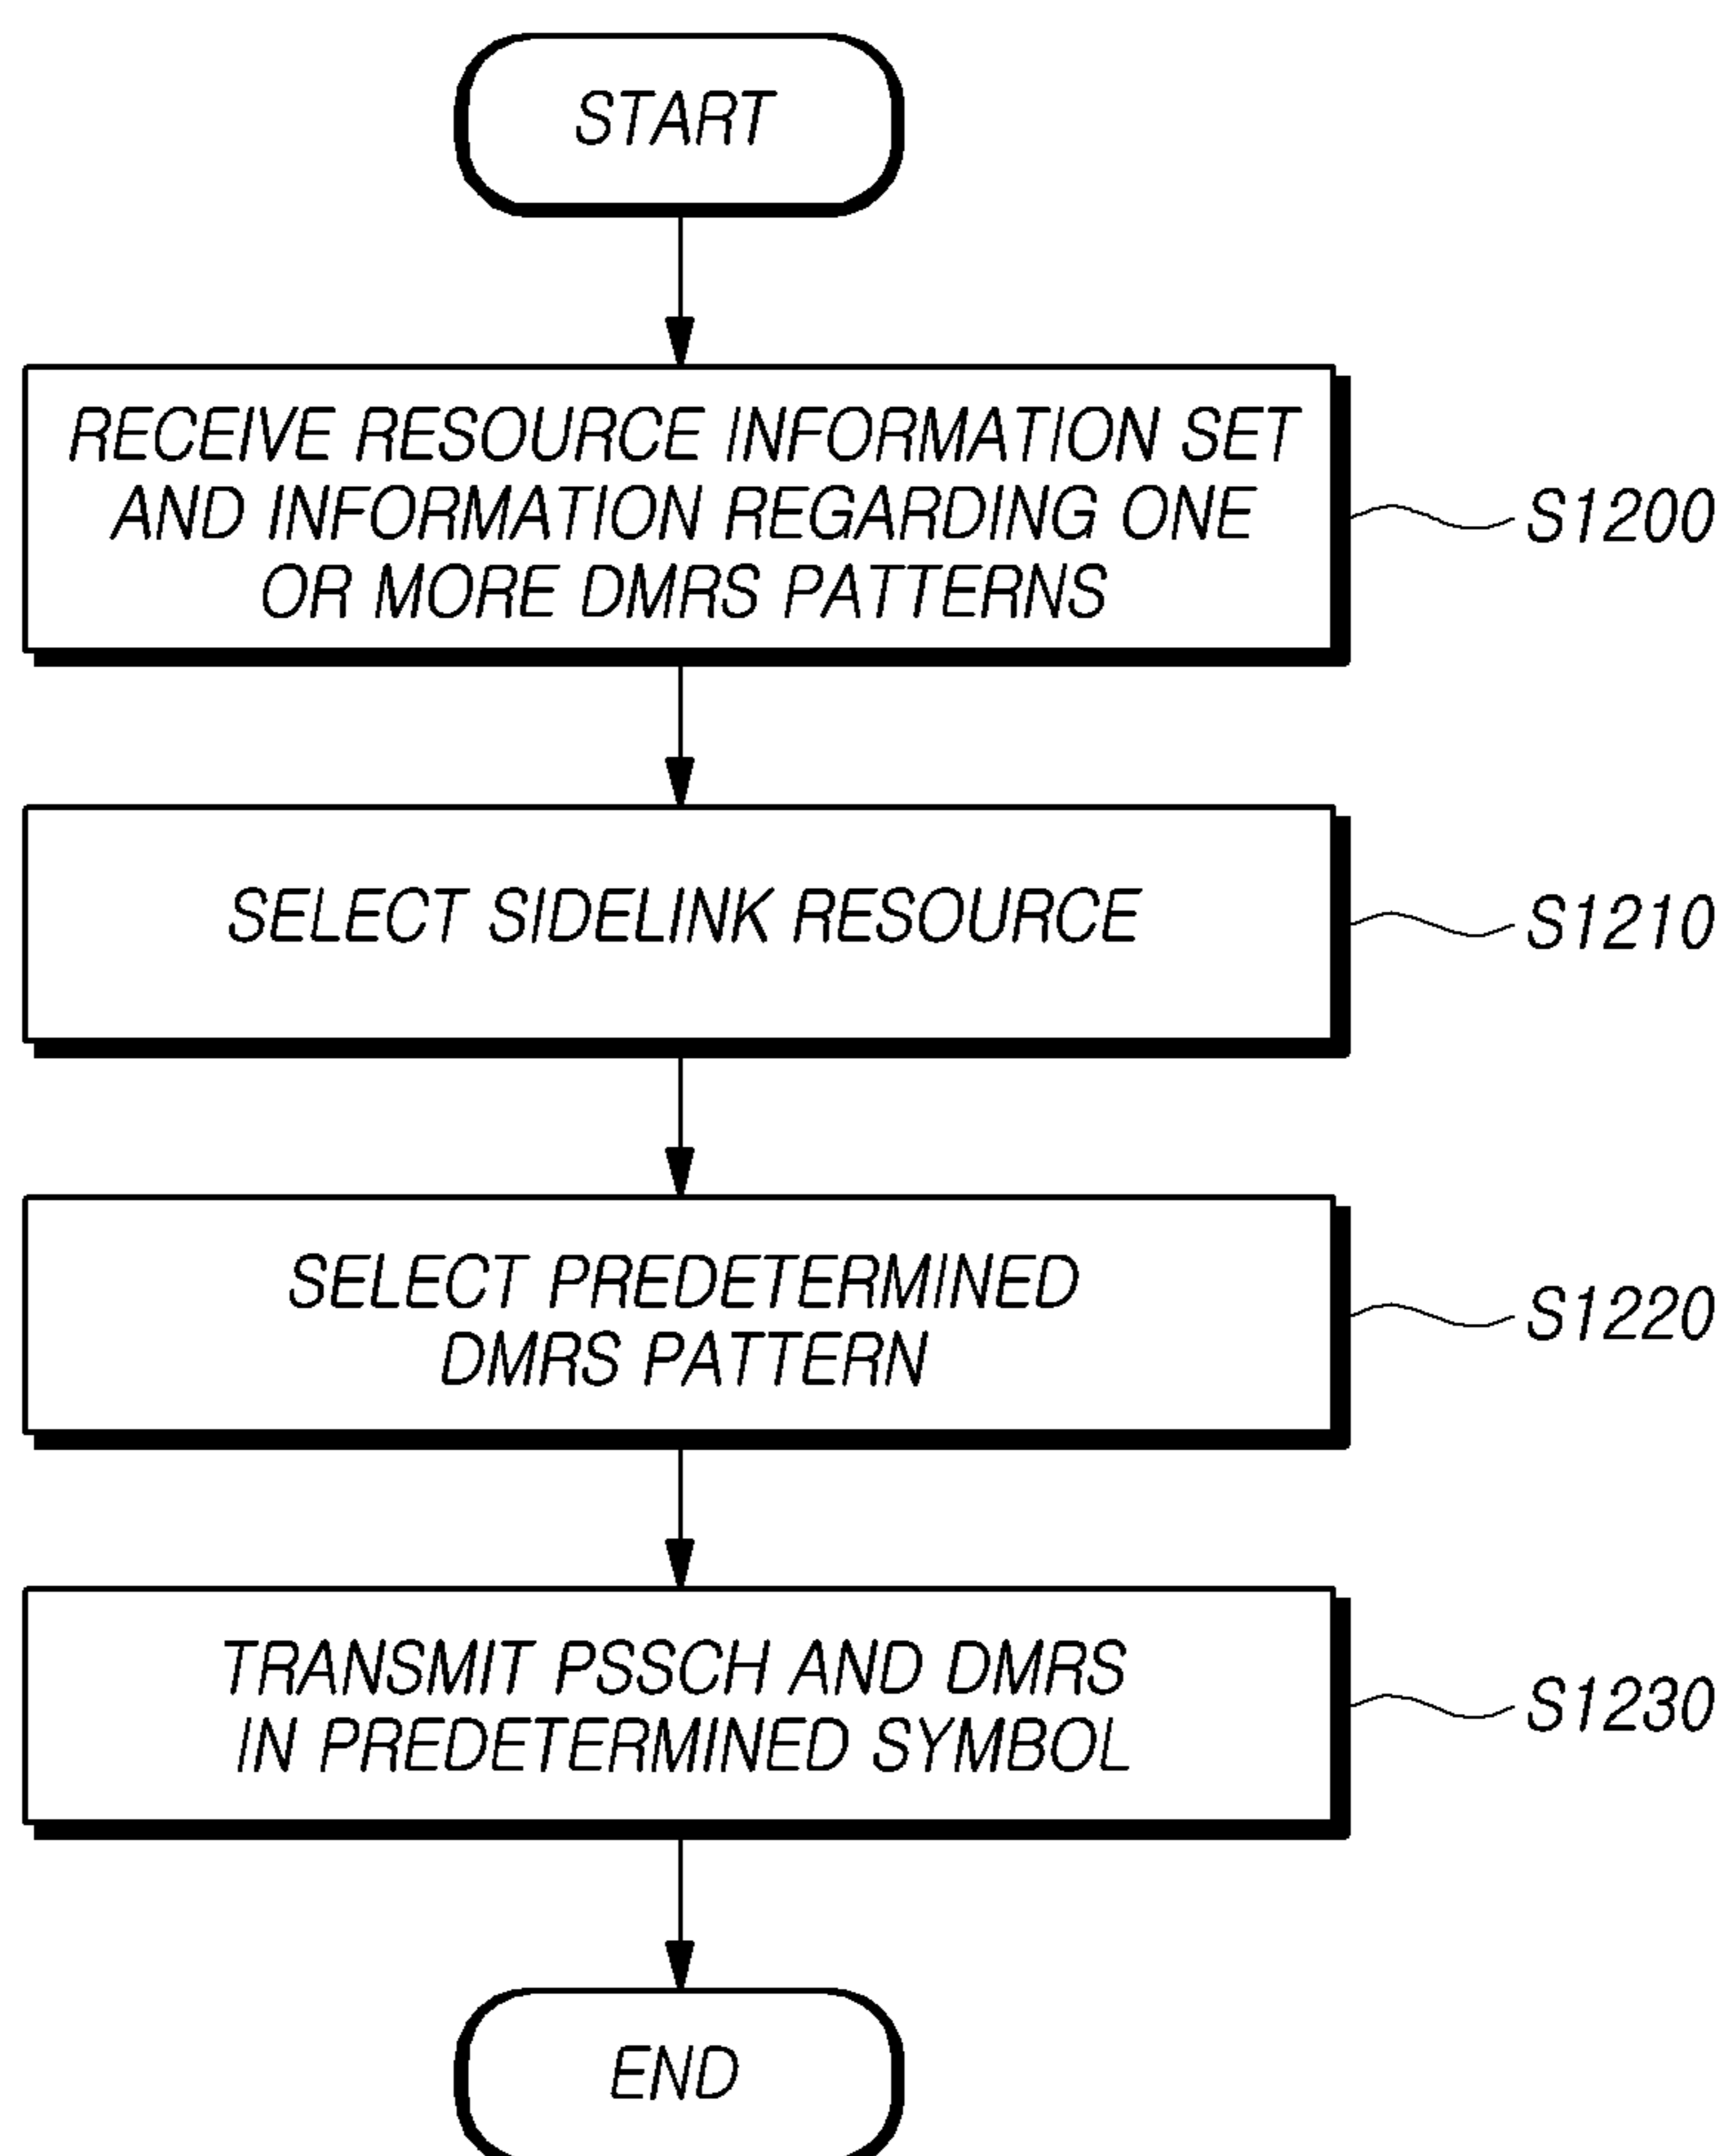 START
RECEIVE RESOURCE INFORMATION SET
AND INFORMATION REGARDING ONE
OR MORE DMRS PATTERNS
S1200
SELECT SIDELINK RESOURCE
S1210
SELECT PREDETERMINED
DMRS PATTERN
S1220
TRANSMIT PSSCH AND DMRS
IN PREDETERMINED SYMBOL
S1230
END